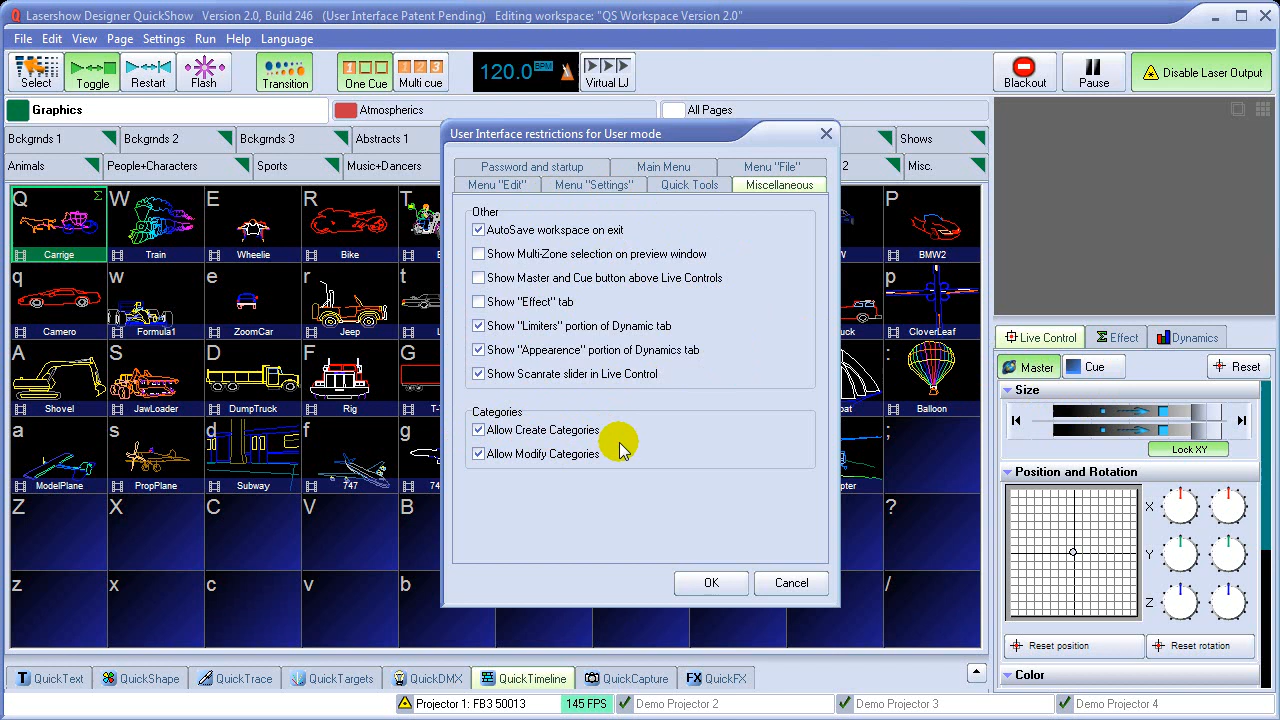 Lasershow Designer QuickShow Version 2.0, Build 246 (User Interface Patent Pending) Editing workspace: "QS Workspace Version 2.0"
File Edit View Page Settings Run Help Language
Select Toggle Restart Flash Transition One Cue Multi cue 120.0 BPM Virtual LJ Blackout Pause Disable Laser Output
Graphics Atmospherics All Pages
Bckgnds 1 Bckgnds 2 Bckgnds 3 Abstracts 1 Shows
Animals People+Characters Sports Music+Dancers 2 Misc.
User Interface restrictions for User mode
Password and startup Main Menu Menu "File"
Menu "Edit" Menu "Settings" Quick Tools Miscellaneous
Other
AutoSave workspace on exit
Show Multi-Zone selection on preview window
Show Master and Cue button above Live Controls
Show "Effect" tab
Show "Limiters" portion of Dynamic tab
Show "Appearence" portion of Dynamics tab
Show Scanrate slider in Live Control
Categories
Allow Create Categories
Allow Modify Categories
OK Cancel
Q W E R T P
Carrige Train Wheelie Bike BMW2
q w e r t p
Camero Formula1 ZoomCar Jeep CloverLeaf
A S D F G :
Shovel JawLoader DumpTruck Rig Balloon
a s d f g ;
ModelPlane PropPlane Subway 747
Z X C V B ?
z x c v b /
Live Control Effect Dynamics
Master Cue Reset
Size
Lock XY
Position and Rotation
X
Y
Z
Reset position Reset rotation
Color
QuickText QuickShape QuickTrace QuickTargets QuickDMX QuickTimeline QuickCapture QuickFX
Projector 1: FB3 50013 145 FPS Demo Projector 2 Demo Projector 3 Demo Projector 4